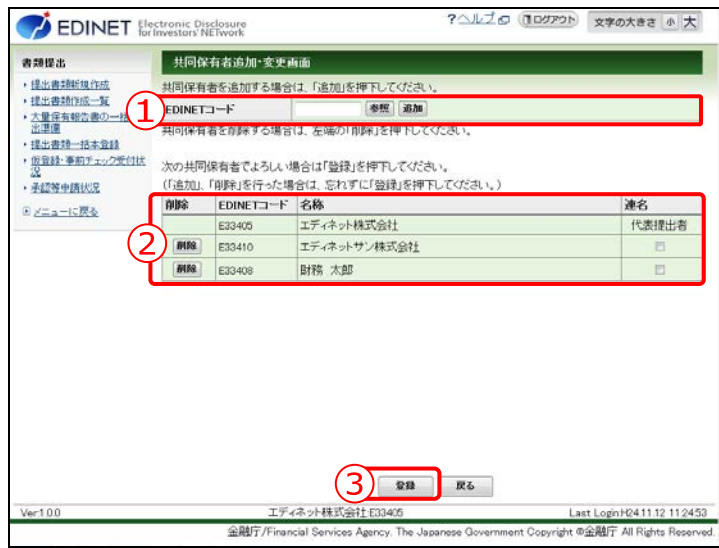 EDINET Electronic Disclosure for Investors' NETwork
?ヘルプ ログアウト 文字の大きさ 小 大
書類提出
提出書類新規作成
提出書類作成一覧
大量保有報告書の一括
出準備
提出書類一括本登録
仮登録・事前チェック受付状
況
承認等申請状況
メニューに戻る
共同保有者追加・変更画面
共同保有者を追加する場合は、「追加」を押下してください。
1
EDINETコード 参照 追加
共同保有者を削除する場合は、左端の「削除」を押下してください。
次の共同保有者でよろしい場合は「登録」を押下してください。
(「追加」、「削除」を行った場合は、忘れずに「登録」を押下してください。)
2
削除 EDINETコード 名称 連名
E33405 エディネット株式会社 代表提出者
削除 E33410 エディネットサン株式会社
削除 E33408 財務 太郎
3
登録 戻る
Ver.1.0.0 エディネット株式会社:E33405 Last Login:H24.11.12 11:24:53
金融庁/Financial Services Agency. The Japanese Government Copyright ©金融庁 All Rights Reserved.